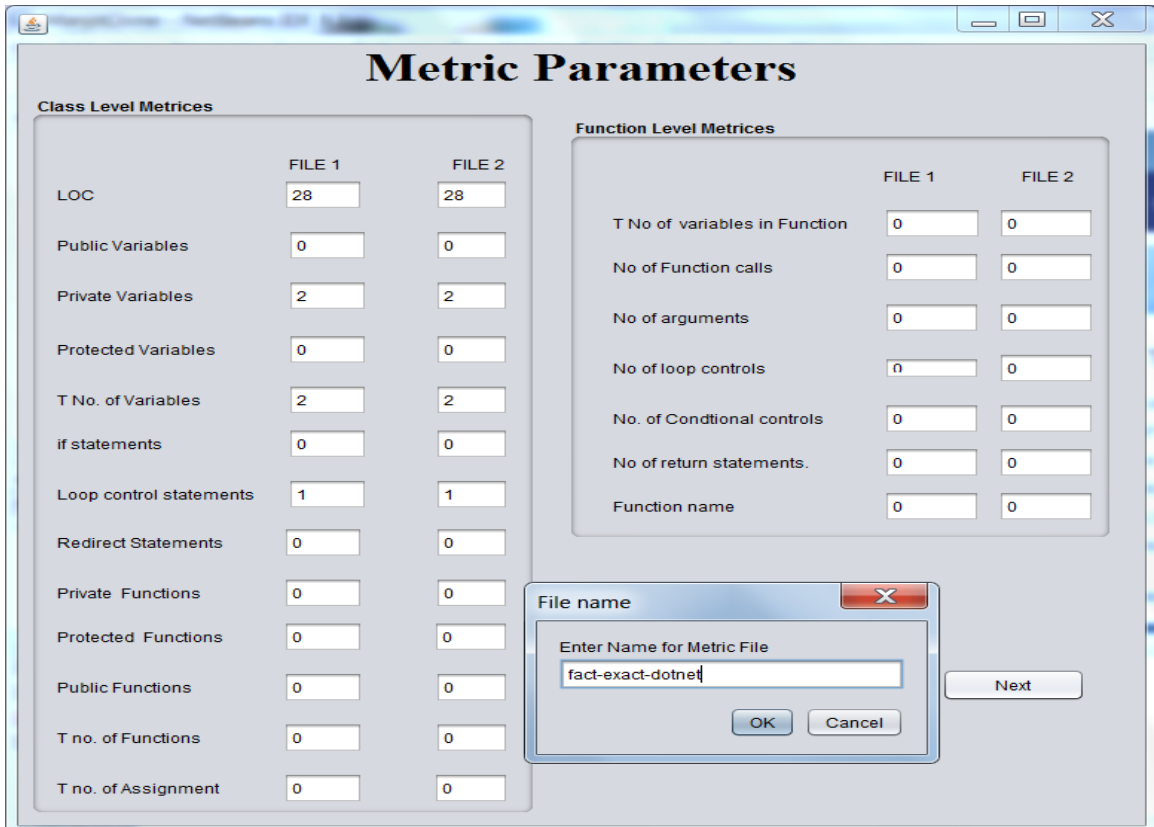 Metric Parameters
Class Level Metrices
FILE 1 FILE 2
LOC 28 28
Public Variables 0 0
Private Variables 2 2
Protected Variables 0 0
T No. of Variables 2 2
if statements 0 0
Loop control statements 1 1
Redirect Statements 0 0
Private Functions 0 0
Protected Functions 0 0
Public Functions 0 0
T no. of Functions 0 0
T no. of Assignment 0 0
Function Level Metrices
FILE 1 FILE 2
T No of variables in Function 0 0
No of Function calls 0 0
No of arguments 0 0
No of loop controls 0 0
No. of Condtional controls 0 0
No of return statements. 0 0
Function name 0 0
File name
Enter Name for Metric File
fact-exact-dotnet
OK Cancel
Next